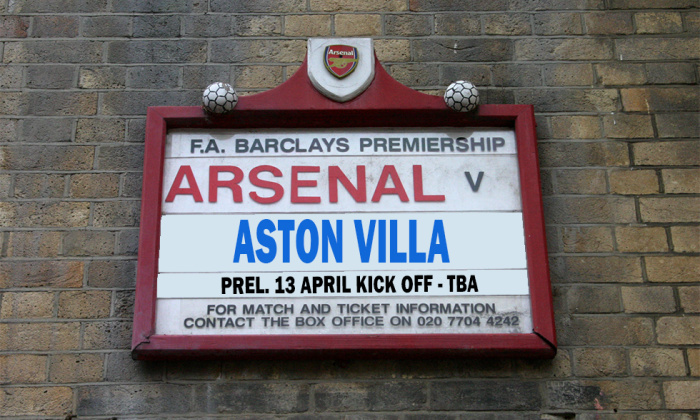 Arsenal
F.A. BARCLAYS PREMIERSHIP
ARSENAL V
ASTON VILLA
PREL. 13 APRIL KICK OFF - TBA
FOR MATCH AND TICKET INFORMATION
CONTACT THE BOX OFFICE ON 020 7704 4242